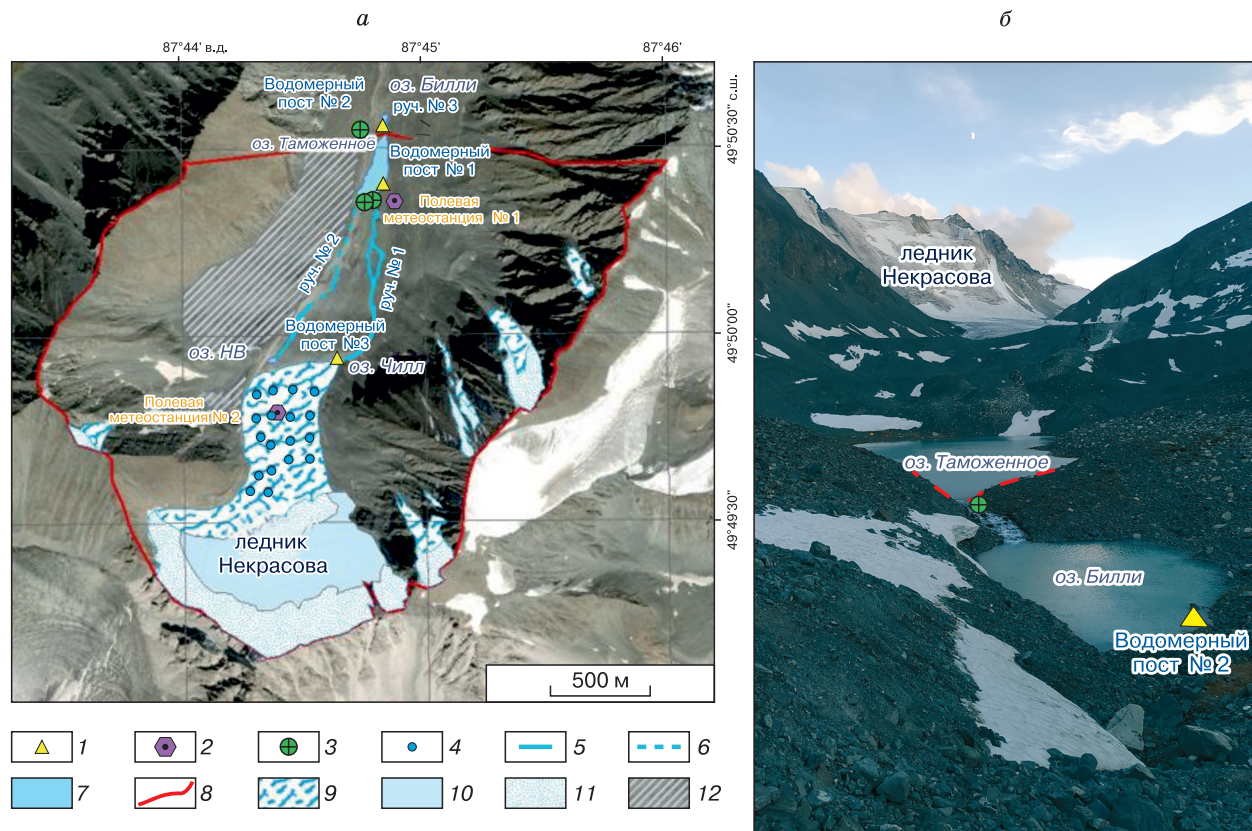 а
87°44' в.д.
87°45'
87°46'
Водомерный
пост № 2
оз. Билли
руч. № 3
оз. Таможенное
Водомерный
пост № 1
49°50'30" с.ш.
Полевая
метеостанция № 1
руч. № 2
руч. № 1
Водомерный
пост №3
оз. НВ
оз. Чилл
49°50'00"
Полевая
метеостанция № 2
49°49'30"
ледник
Некрасова
500 м
1
2
3
4
5
6
7
8
9
10
11
12
б
ледник
Некрасова
оз. Таможенное
оз. Билли
Водомерный
пост № 2